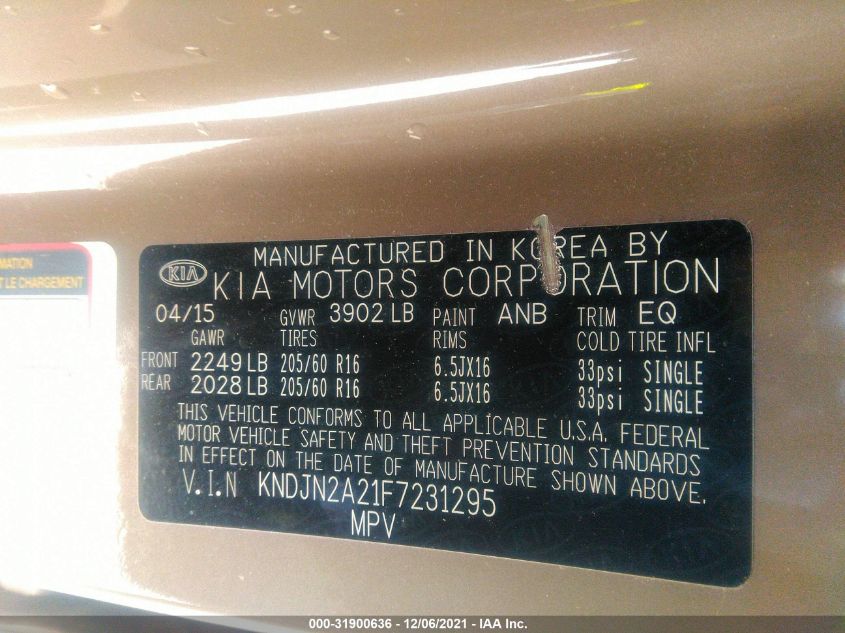 MATION
T LE CHARGEMENT
MANUFACTURED IN KOREA BY
KIA KIA MOTORS CORPORATION
04/15 GVWR 3902 LB PAINT ANB TRIM EQ
GAWR TIRES RIMS COLD TIRE INFL
FRONT 2249 LB 205/60 R16 6.5JX16 33psi SINGLE
REAR 2028 LB 205/60 R16 6.5JX16 33psi SINGLE
THIS VEHICLE CONFORMS TO ALL APPLICABLE U.S.A. FEDERAL
MOTOR VEHICLE SAFETY AND THEFT PREVENTION STANDARDS
IN EFFECT ON THE DATE OF MANUFACTURE SHOWN ABOVE.
V.I.N KNDJN2A21F7231295
MPV
000-31900636 - 12/06/2021 - IAA Inc.